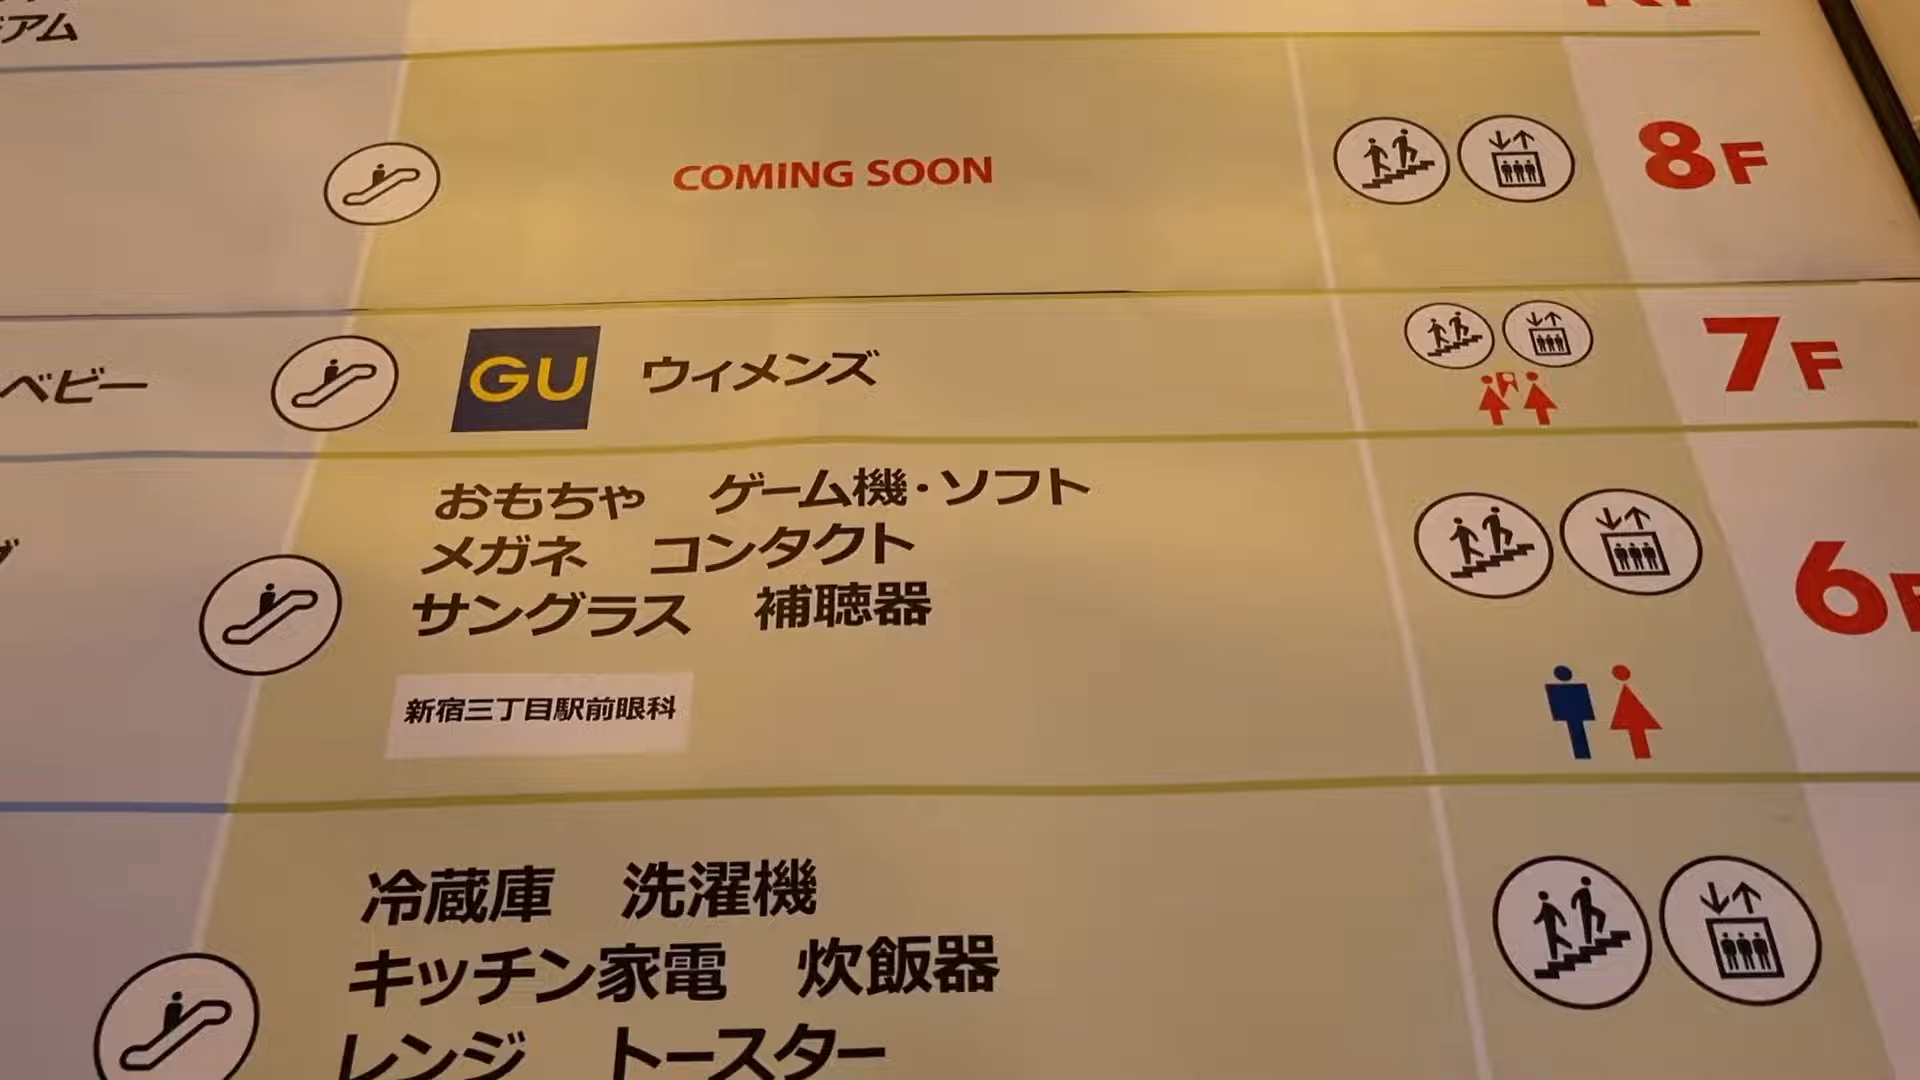 COMING SOON
8F
ベビー
GU ウィメンズ
7F
おもちゃ ゲーム機・ソフト
メガネ コンタクト
サングラス 補聴器
6F
新宿三丁目駅前眼科
冷蔵庫 洗濯機
キッチン家電 炊飯器
レンジ トースター